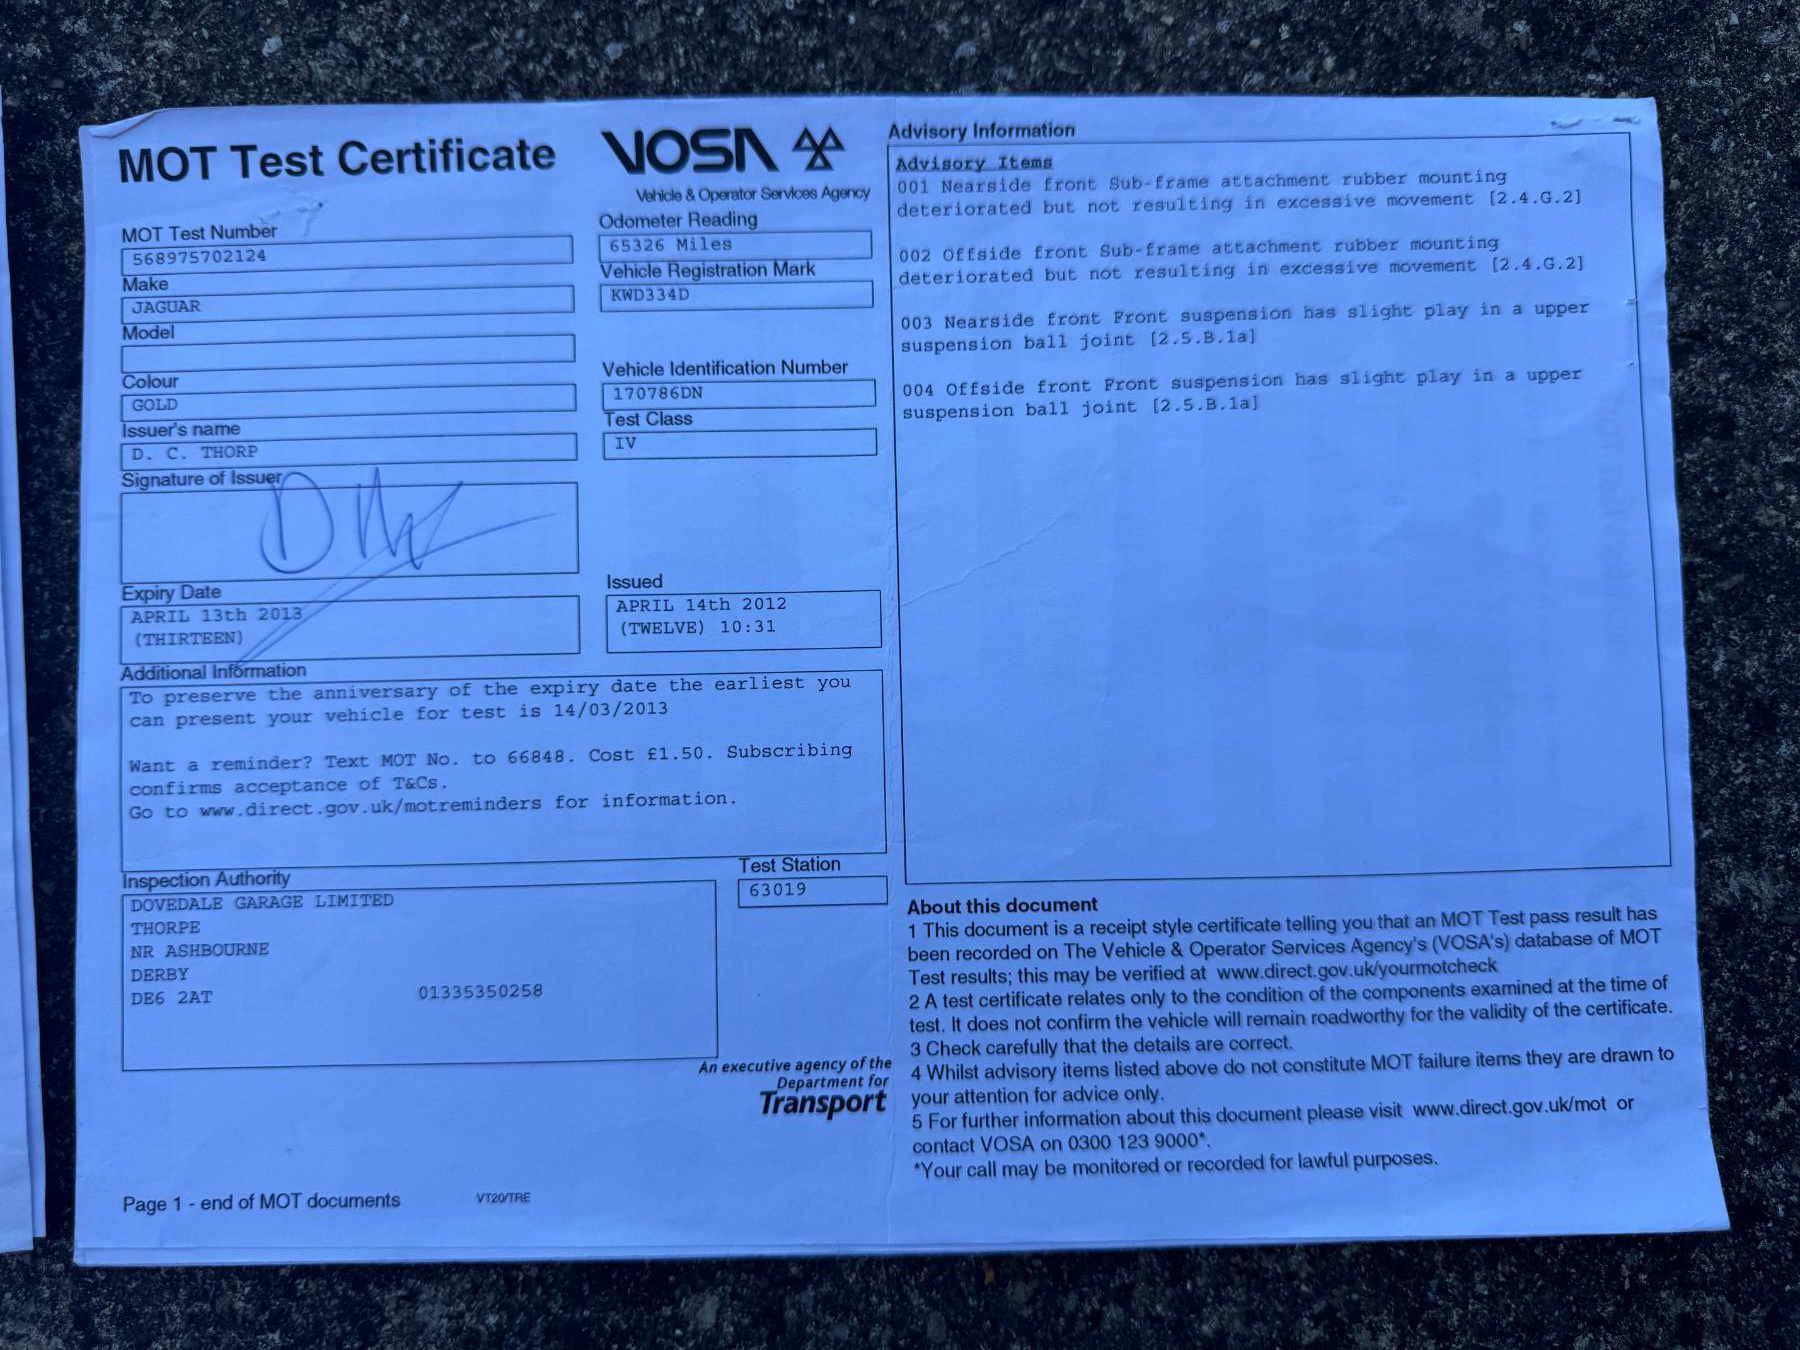 MOT Test Certificate
VOSA
Vehicle & Operator Services Agency
MOT Test Number
568975702124
Make
JAGUAR
Model
Colour
GOLD
Issuer's name
D. C. THORP
Signature of Issuer
Expiry Date
APRIL 13th 2013
(THIRTEEN)
Odometer Reading
65326 Miles
Vehicle Registration Mark
KWD334D
Vehicle Identification Number
170786DN
Test Class
IV
Issued
APRIL 14th 2012
(TWELVE) 10:31
Additional Information
To preserve the anniversary of the expiry date the earliest you
can present your vehicle for test is 14/03/2013
Want a reminder? Text MOT No. to 66848. Cost £1.50. Subscribing
confirms acceptance of T&Cs.
Go to www.direct.gov.uk/motreminders for information.
Inspection Authority
DOVEDALE GARAGE LIMITED
THORPE
NR ASHBOURNE
DERBY
DE6 2AT 01335350258
Test Station
63019
An executive agency of the
Department for
Transport
Page 1 - end of MOT documents VT20/TRE
Advisory Information
Advisory Items
001 Nearside front Sub-frame attachment rubber mounting
deteriorated but not resulting in excessive movement [2.4.G.2]
002 Offside front Sub-frame attachment rubber mounting
deteriorated but not resulting in excessive movement [2.4.G.2]
003 Nearside front Front suspension has slight play in a upper
suspension ball joint [2.5.B.1a]
004 Offside front Front suspension has slight play in a upper
suspension ball joint [2.5.B.1a]
About this document
1 This document is a receipt style certificate telling you that an MOT Test pass result has
been recorded on The Vehicle & Operator Services Agency's (VOSA's) database of MOT
Test results; this may be verified at www.direct.gov.uk/yourmotcheck
2 A test certificate relates only to the condition of the components examined at the time of
test. It does not confirm the vehicle will remain roadworthy for the validity of the certificate.
3 Check carefully that the details are correct.
4 Whilst advisory items listed above do not constitute MOT failure items they are drawn to
your attention for advice only.
5 For further information about this document please visit www.direct.gov.uk/mot or
contact VOSA on 0300 123 9000*.
*Your call may be monitored or recorded for lawful purposes.